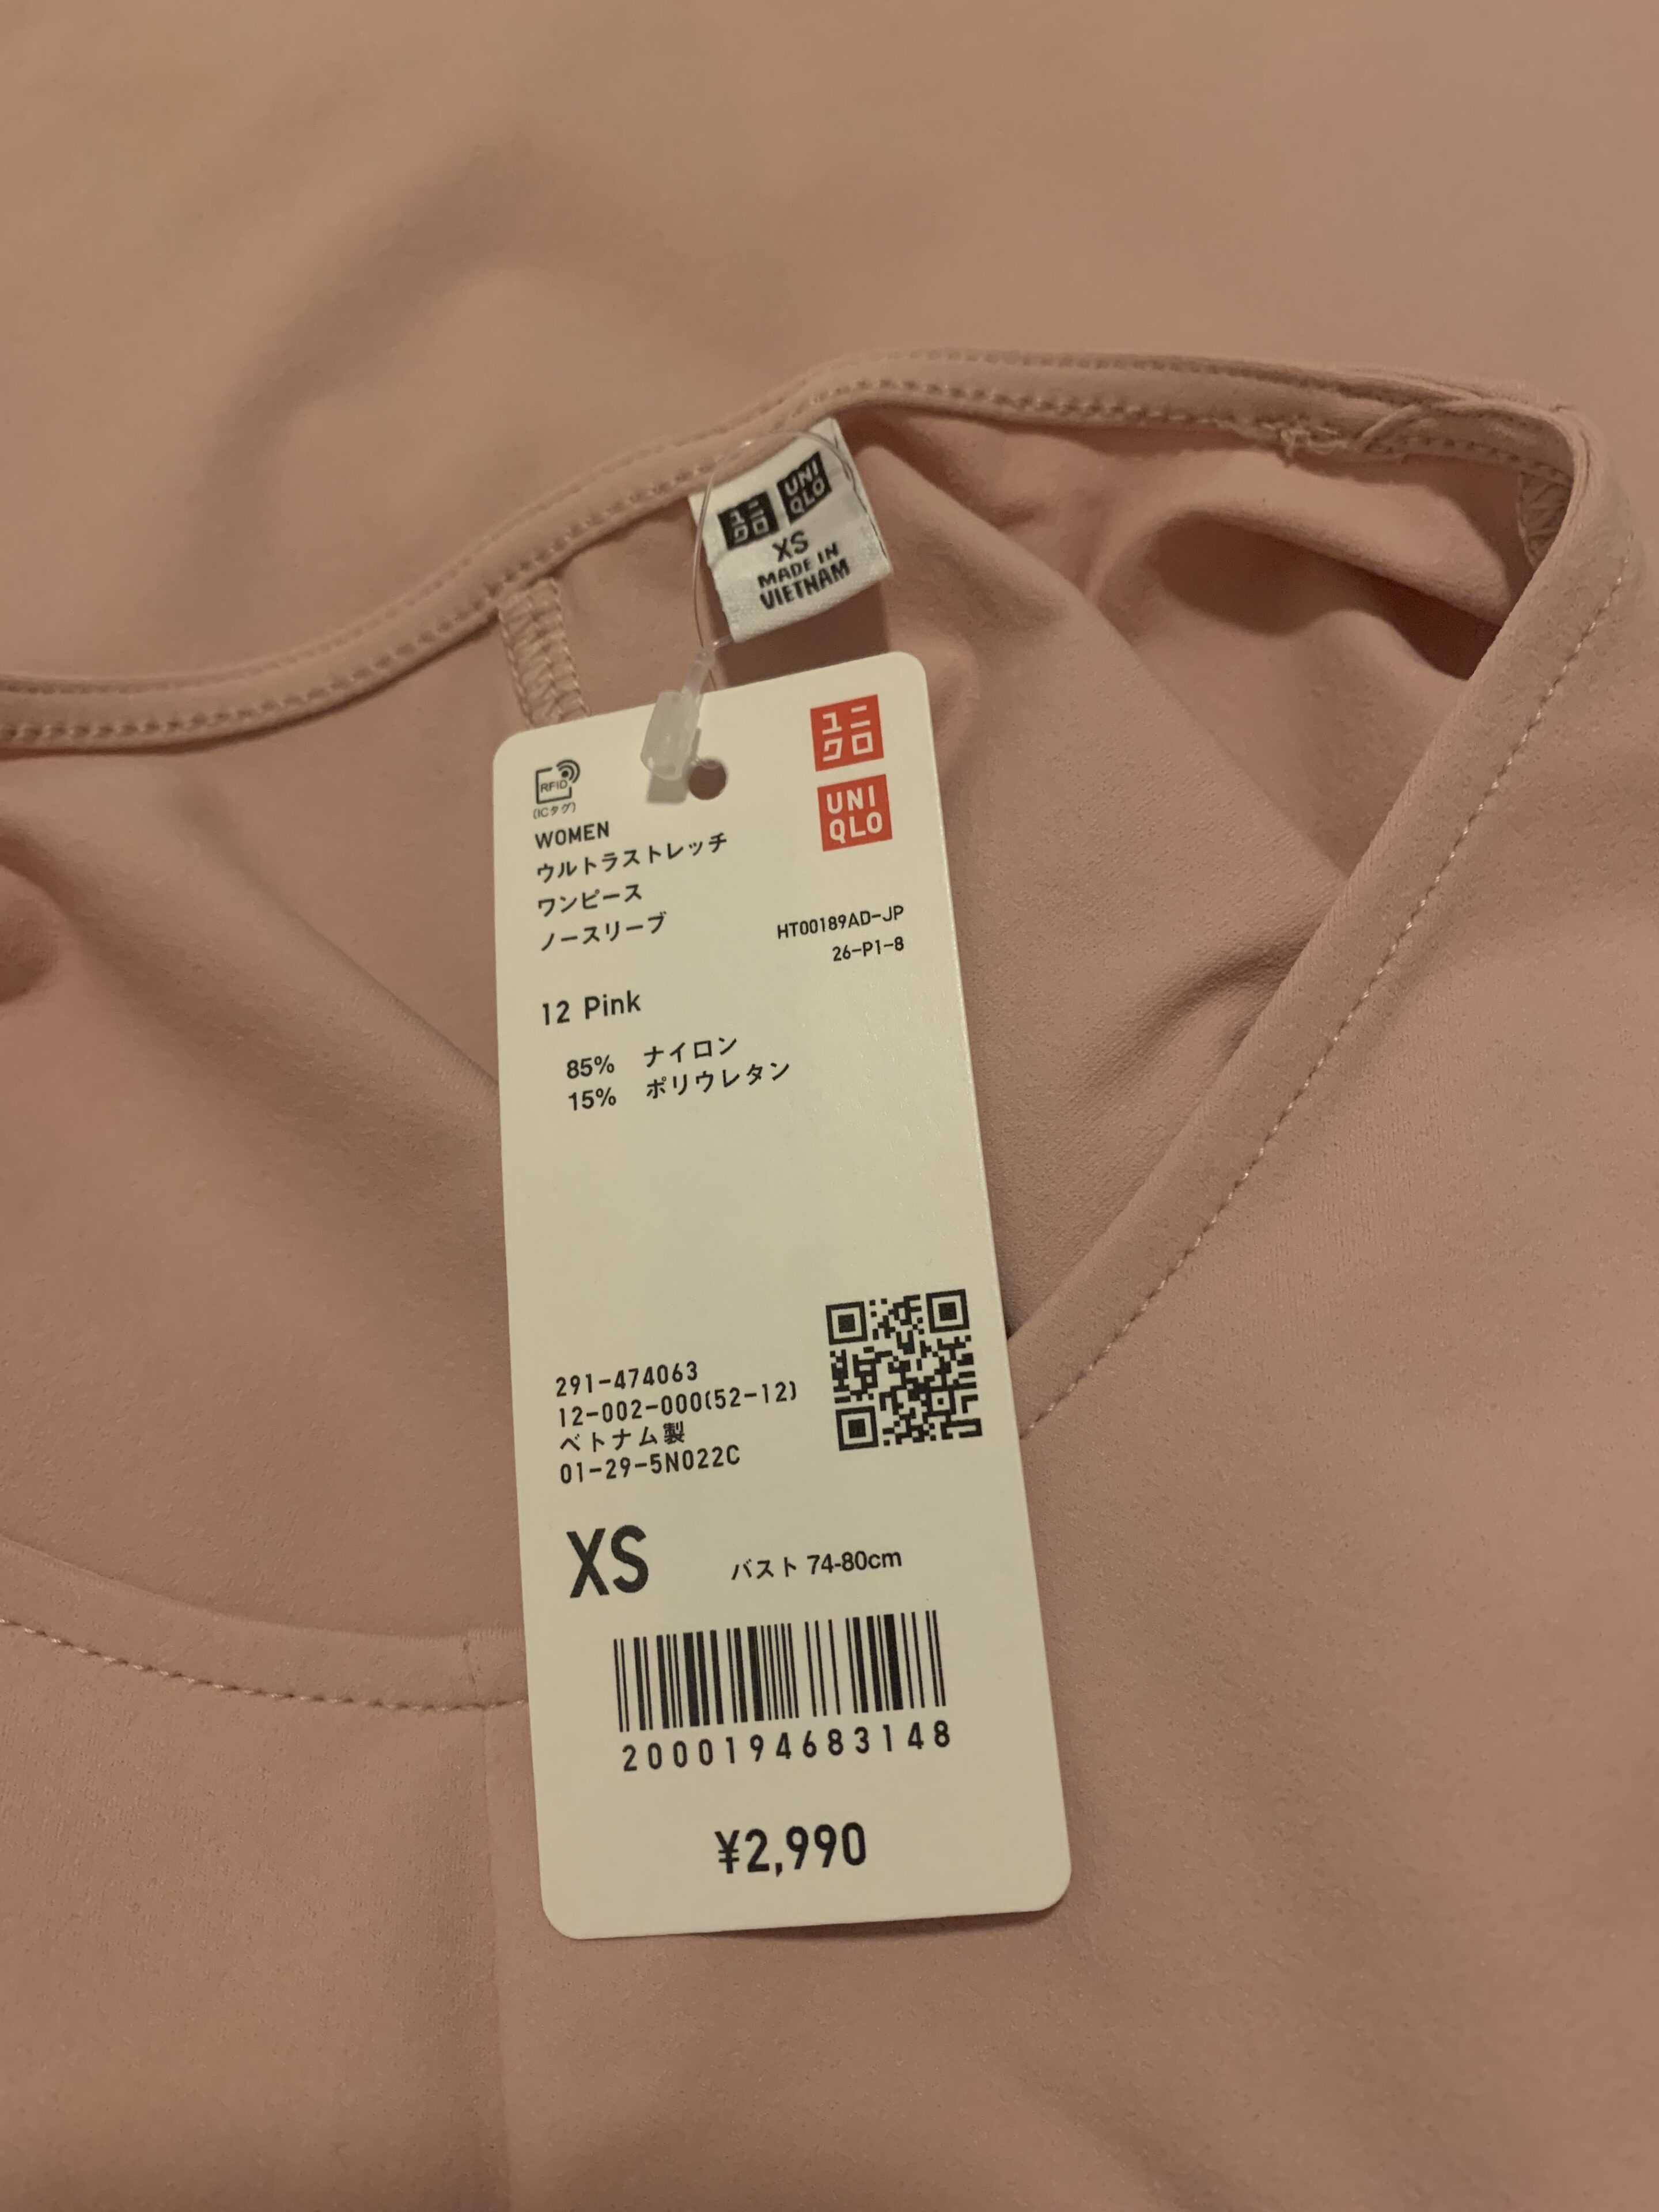 ユニ
クロ
UNI
QLO
XS
MADE IN
VIETNAM
RFID
(ICタグ)
ユニ
クロ
UNI
QLO
WOMEN
ウルトラストレッチ
ワンピース
ノースリーブ
HT00189AD-JP
26-P1-8
12 Pink
85% ナイロン
15% ポリウレタン
291-474063
12-002-000(52-12)
ベトナム製
01-29-5N022C
XS バスト 74-80cm
2000194683148
¥2,990